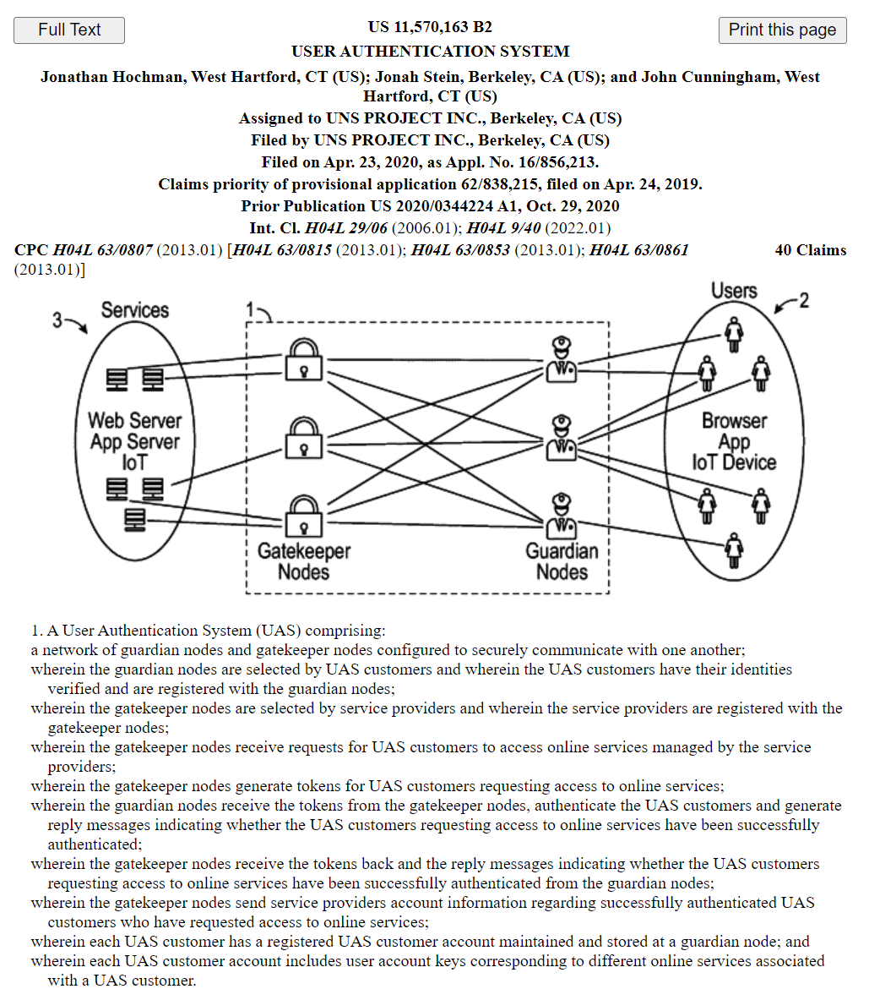 Full Text
US 11,570,163 B2
Print this page
USER AUTHENTICATION SYSTEM
Jonathan Hochman, West Hartford, CT (US); Jonah Stein, Berkeley, CA (US); and John Cunningham, West
Hartford, CT (US)
Assigned to UNS PROJECT INC., Berkeley, CA (US)
Filed by UNS PROJECT INC., Berkeley, CA (US)
Filed on Apr. 23, 2020, as Appl. No. 16/856,213.
Claims priority of provisional application 62/838,215, filed on Apr. 24, 2019.
Prior Publication US 2020/0344224 A1, Oct. 29, 2020
Int. Cl. H04L 29/06 (2006.01); H04L 9/40 (2022.01)
CPC H04L 63/0807 (2013.01) [H04L 63/0815 (2013.01); H04L 63/0853 (2013.01); H04L 63/0861
(2013.01)]
40 Claims
3
Services
1
Users
2
Web Server
App Server
IoT
Browser
App
IoT Device
Gatekeeper
Nodes
Guardian
Nodes
1. A User Authentication System (UAS) comprising:
a network of guardian nodes and gatekeeper nodes configured to securely communicate with one another;
wherein the guardian nodes are selected by UAS customers and wherein the UAS customers have their identities
verified and are registered with the guardian nodes;
wherein the gatekeeper nodes are selected by service providers and wherein the service providers are registered with the
gatekeeper nodes;
wherein the gatekeeper nodes receive requests for UAS customers to access online services managed by the service
providers;
wherein the gatekeeper nodes generate tokens for UAS customers requesting access to online services;
wherein the guardian nodes receive the tokens from the gatekeeper nodes, authenticate the UAS customers and generate
reply messages indicating whether the UAS customers requesting access to online services have been successfully
authenticated;
wherein the gatekeeper nodes receive the tokens back and the reply messages indicating whether the UAS customers
requesting access to online services have been successfully authenticated from the guardian nodes;
wherein the gatekeeper nodes send service providers account information regarding successfully authenticated UAS
customers who have requested access to online services;
wherein each UAS customer has a registered UAS customer account maintained and stored at a guardian node; and
wherein each UAS customer account includes user account keys corresponding to different online services associated
with a UAS customer.